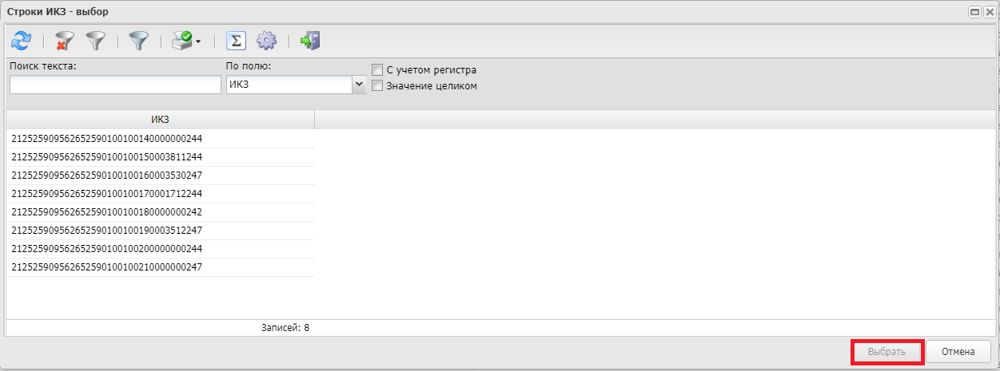 Строки ИКЗ - выбор
Поиск текста:
По полю:
С учетом регистра
ИКЗ
Значение целиком
ИКЗ
212525909562652590100100140000000244
212525909562652590100100150003811244
212525909562652590100100160003530247
212525909562652590100100170001712244
212525909562652590100100180000000242
212525909562652590100100190003512247
212525909562652590100100200000000244
212525909562652590100100210000000247
Записей: 8
Выбрать
Отмена